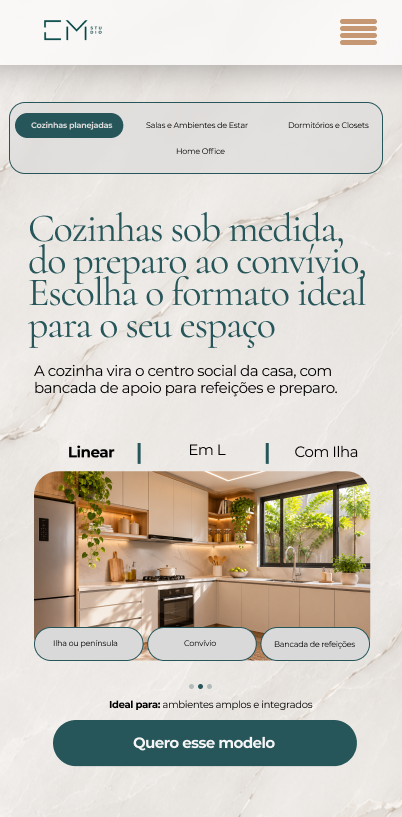 CM STU
DIO
Cozinhas planejadas
Salas e Ambientes de Estar
Dormitórios e Closets
Home Office
Cozinhas sob medida,
do preparo ao convívio,
Escolha o formato ideal
para o seu espaço
A cozinha vira o centro social da casa, com
bancada de apoio para refeições e preparo.
Linear
Em L
Com Ilha
Ilha ou península
Convívio
Bancada de refeições
Ideal para: ambientes amplos e integrados
Quero esse modelo